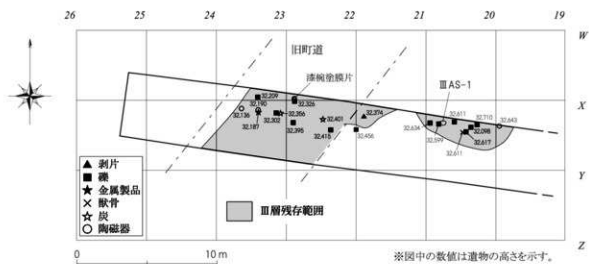 26 25 24 23 22 21 20 19
W
旧町道
漆椀塗膜片
ⅢAS-1
X
32,209
32,326
32,136
32,190
32,187
32,302
32,356
32,395
32,401
32,374
32,415
32,456
32,611
32,710
32,643
32,634
32,599
32,098
32,611
32,617
▲ 剥片
■ 礫
★ 金属製品
× 獣骨
☆ 炭
○ 陶磁器
Ⅲ層残存範囲
Y
Z
0 10 m
※図中の数値は遺物の高さを示す。